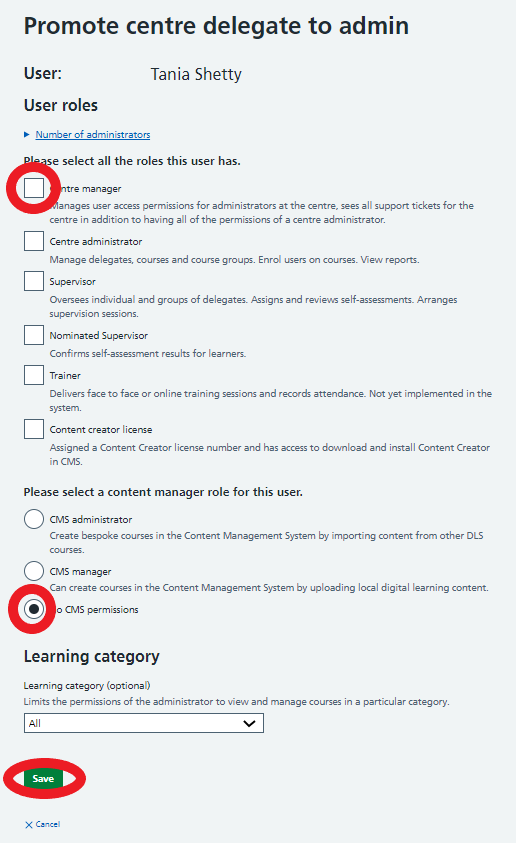 Promote centre delegate to admin
User: Tania Shetty
User roles
Number of administrators
Please select all the roles this user has.
ntre manager
Manages user access permissions for administrators at the centre, sees all support tickets for the
centre in addition to having all of the permissions of a centre administrator.
Centre administrator
Manage delegates, courses and course groups. Enrol users on courses. View reports.
Supervisor
Oversees individual and groups of delegates. Assigns and reviews self-assessments. Arranges
supervision sessions.
Nominated Supervisor
Confirms self-assessment results for learners.
Trainer
Delivers face to face or online training sessions and records attendance. Not yet implemented in the
system.
Content creator license
Assigned a Content Creator license number and has access to download and install Content Creator
in CMS.
Please select a content manager role for this user.
CMS administrator
Create bespoke courses in the Content Management System by importing content from other DLS
courses.
CMS manager
Can create courses in the Content Management System by uploading local digital learning content.
o CMS permissions
Learning category
Learning category (optional)
Limits the permissions of the administrator to view and manage courses in a particular category.
All
Save
Cancel